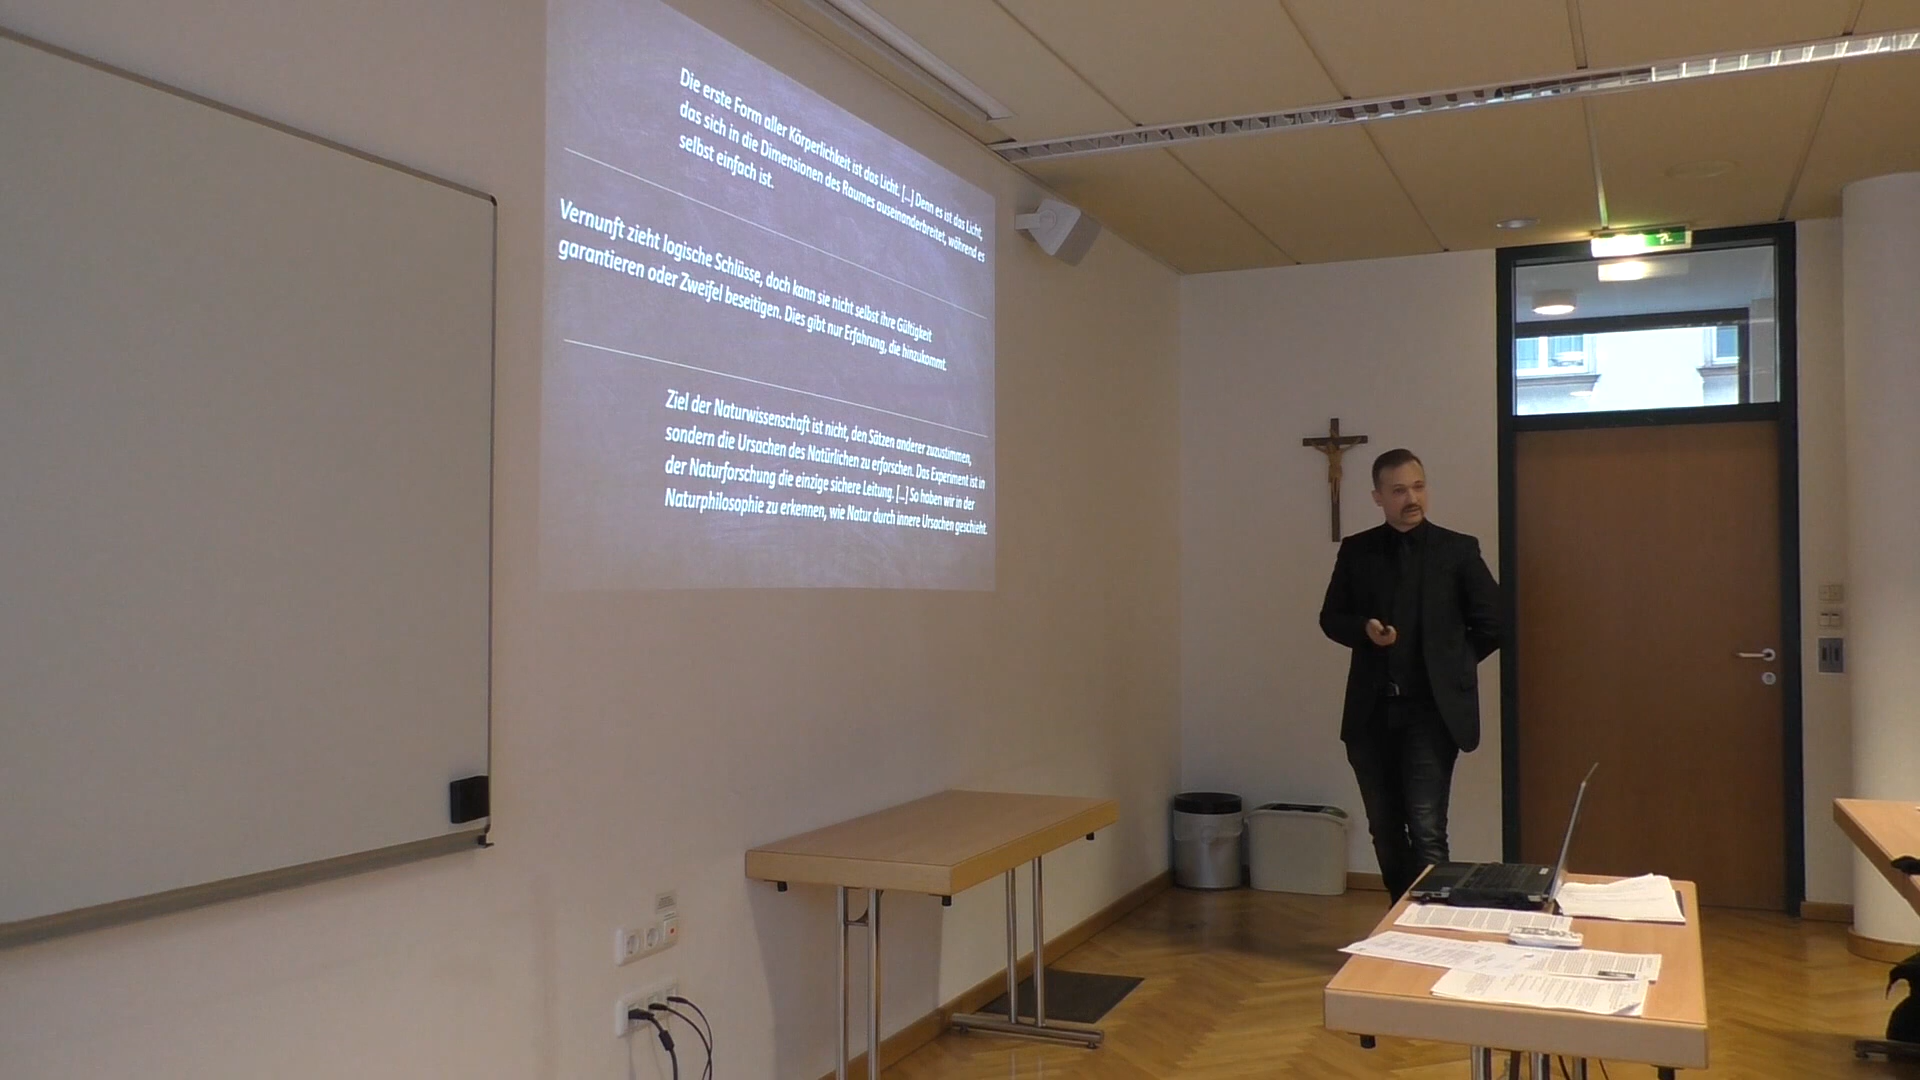 Die erste Form aller Körperlichkeit ist das Licht. [...] Denn es ist das Licht,
das sich in die Dimensionen des Raumes auseinanderbreitet, während es
selbst einfach ist.
Vernunft zieht logische Schlüsse, doch kann sie nicht selbst ihre Gültigkeit
garantieren oder Zweifel beseitigen. Dies gibt nur Erfahrung, die hinzukommt.
Ziel der Naturwissenschaft ist nicht, den Sätzen anderer zuzustimmen,
sondern die Ursachen des Natürlichen zu erforschen. Das Experiment ist in
der Naturforschung die einzige sichere Leitung. [...] So haben wir in der
Naturphilosophie zu erkennen, wie Natur durch innere Ursachen geschieht.